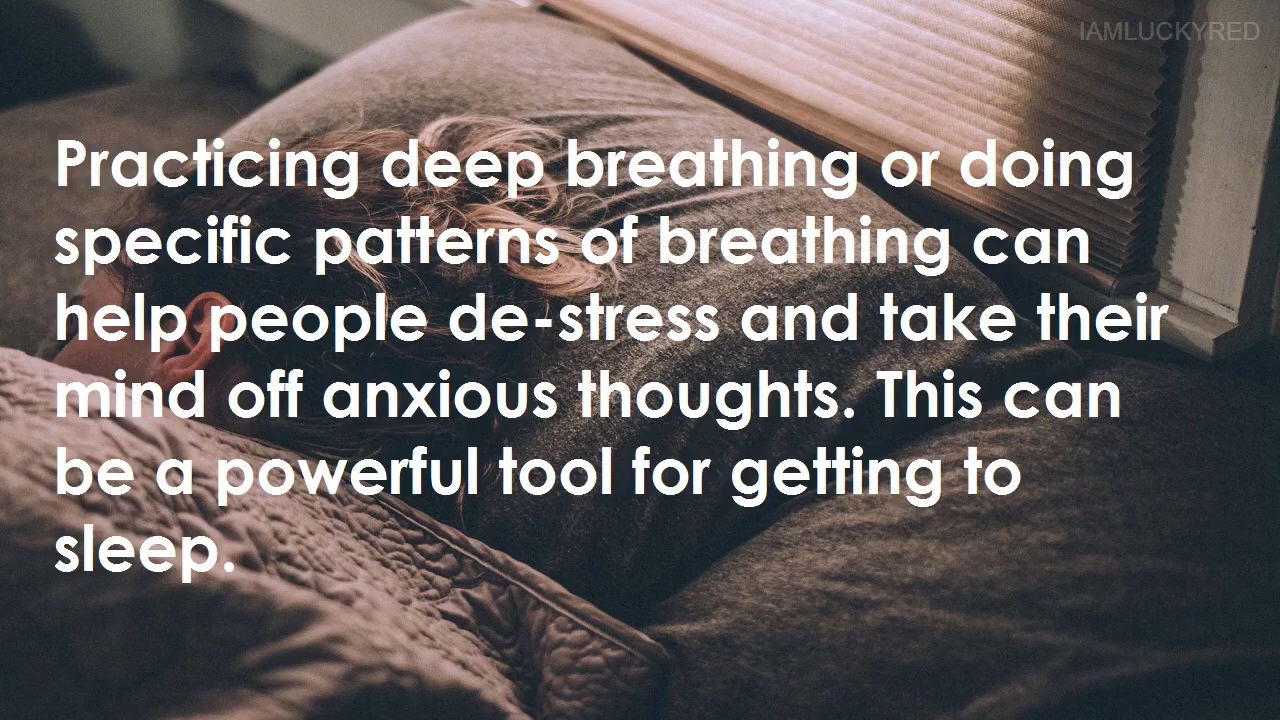 IAMLUCKYRED
Practicing deep breathing or doing
specific patterns of breathing can
help people de-stress and take their
mind off anxious thoughts. This can
be a powerful tool for getting to
sleep.